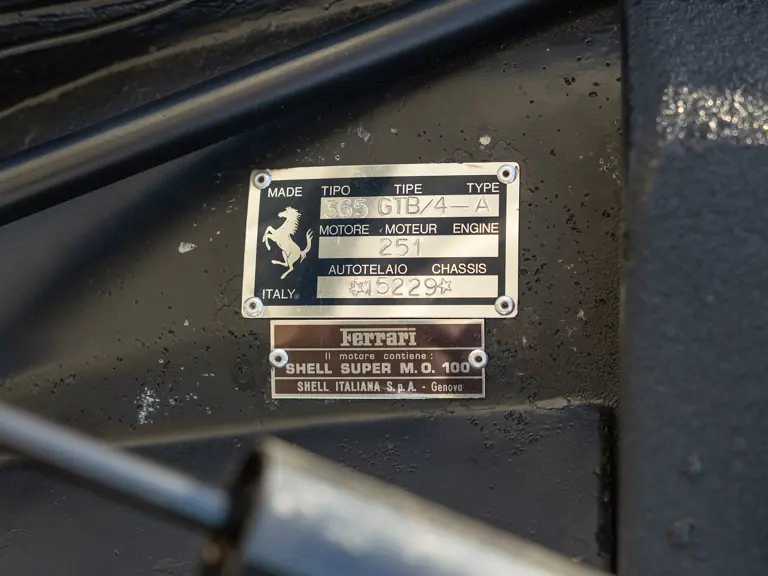 MADE TIPO TIPE TYPE
365 GTB/4-A
MOTORE MOTEUR ENGINE
251
AUTOTELAIO CHASSIS
☆15229☆
ITALY
Ferrari
Il motore contiene:
SHELL SUPER M.O. 100
SHELL ITALIANA S.p.A. - Genova